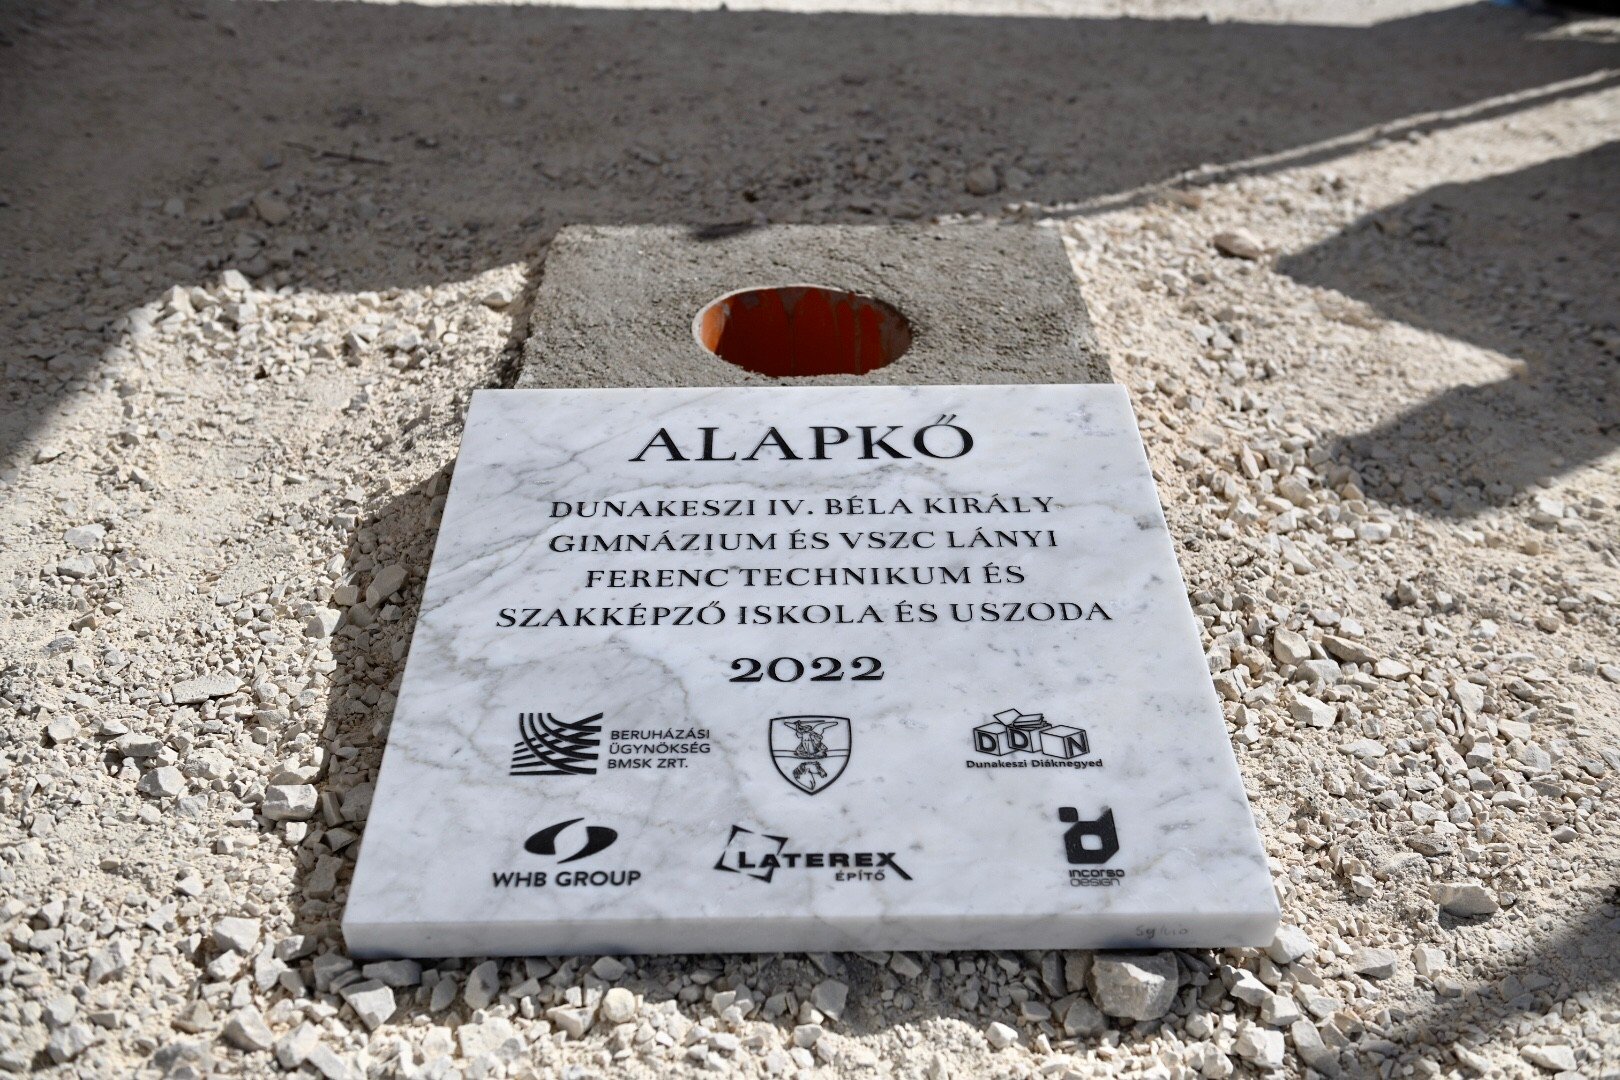 ALAPKŐ
DUNAKESZI IV. BÉLA KIRÁLY
GIMNÁZIUM ÉS VSZC LÁNYI
FERENC TECHNIKUM ÉS
SZAKKÉPZŐ ISKOLA ÉS USZODA
2022
BERUHÁZÁSI
ÜGYNÖKSÉG
BMSK ZRT.
DDN
Dunakeszi Diáknegyed
WHB GROUP
LATEREX
ÉPÍTŐ
INCORSO
DESIGN